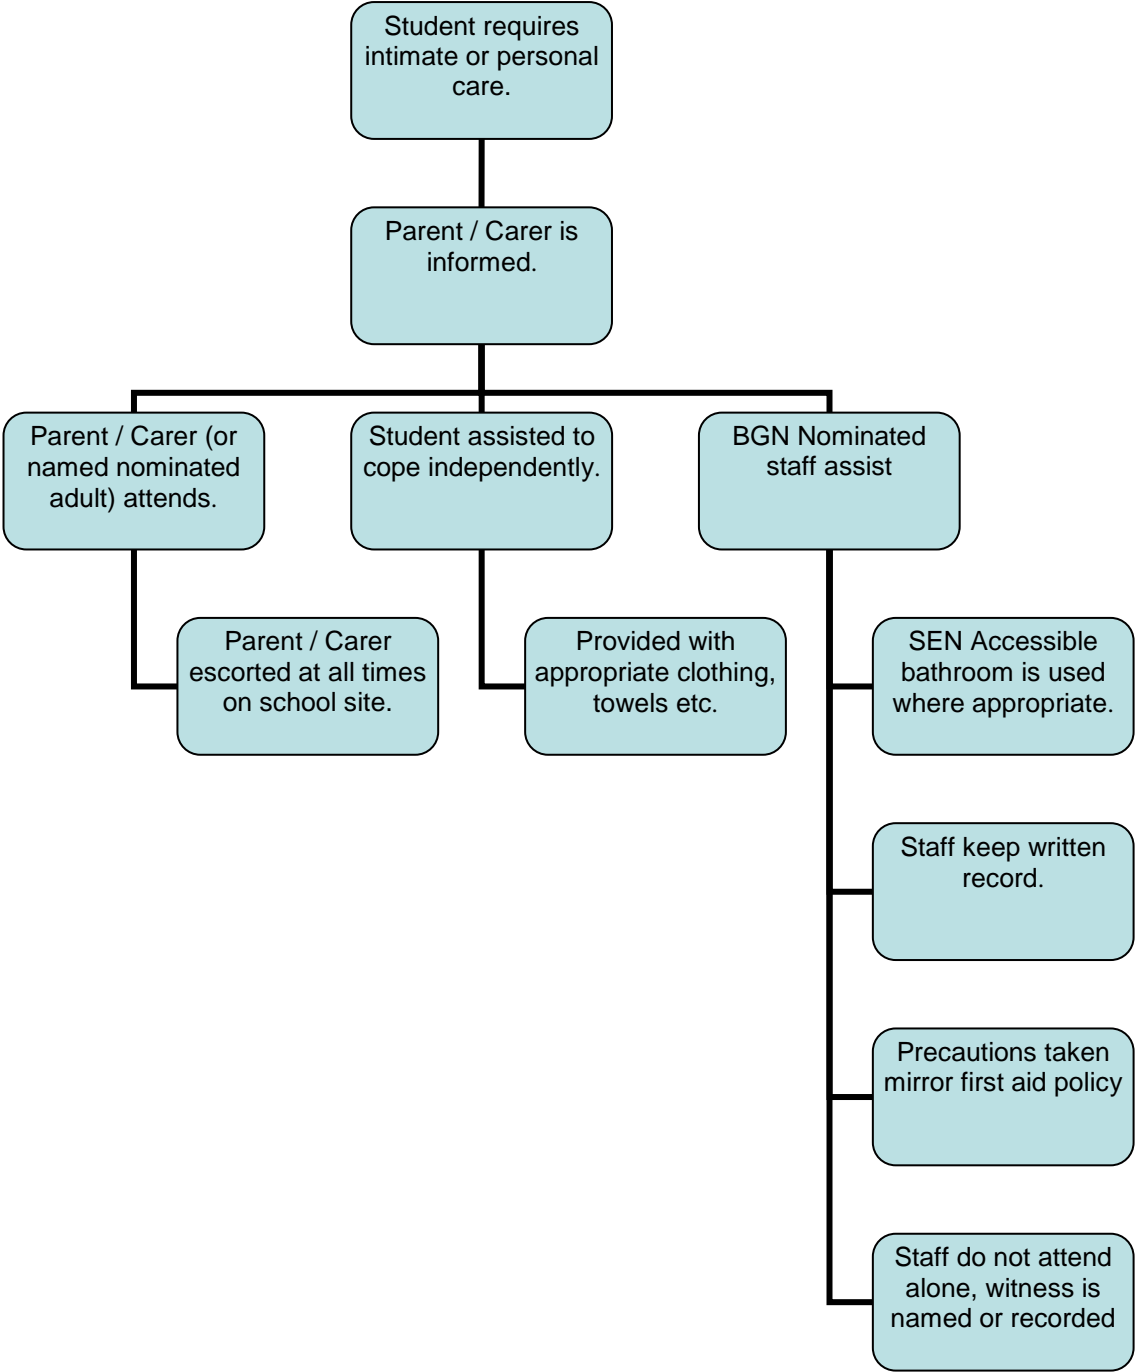 Student requires
intimate or personal
care.
Parent / Carer is
informed.
Parent / Carer (or
named nominated
adult) attends.
Student assisted to
cope independently.
BGN Nominated
staff assist
Parent / Carer
escorted at all times
on school site.
Provided with
appropriate clothing,
towels etc.
SEN Accessible
bathroom is used
where appropriate.
Staff keep written
record.
Precautions taken
mirror first aid policy
Staff do not attend
alone, witness is
named or recorded